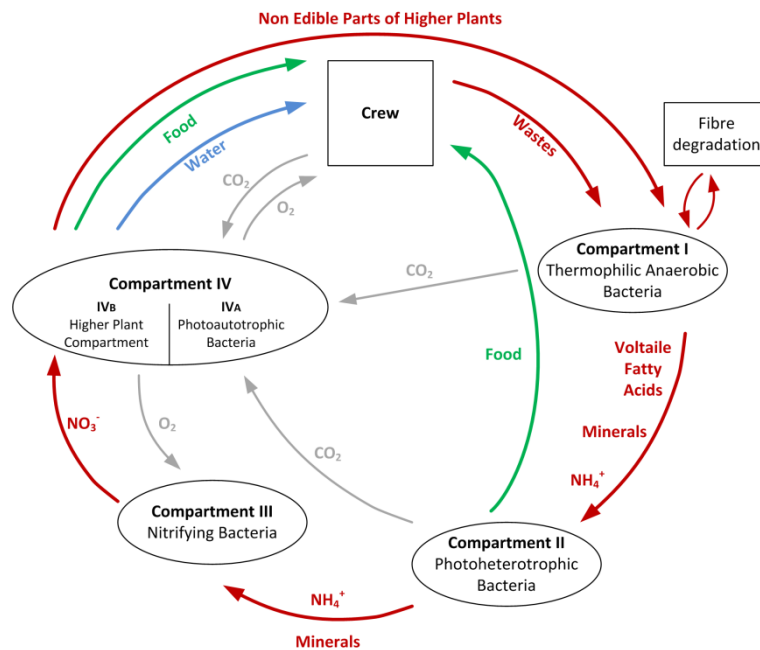 Non Edible Parts of Higher Plants
Food
Water
Crew
Wastes
Fibre
degradation
CO₂
O₂
Compartment I
Thermophilic Anaerobic
Bacteria
CO₂
Compartment IV
IVB
Higher Plant
Compartment
IVA
Photoautotrophic
Bacteria
Voltaile
Fatty
Acids
Food
Minerals
NO₃⁻
O₂
CO₂
NH₄⁺
Compartment III
Nitrifying Bacteria
Compartment II
Photoheterotrophic
Bacteria
NH₄⁺
Minerals